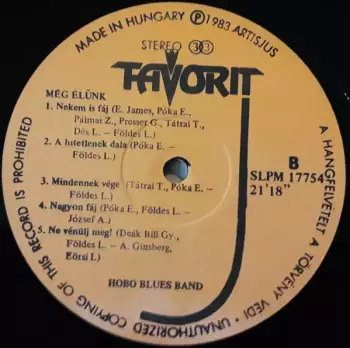 MADE IN HUNGARY Ⓟ 1983 ARTISJUS
STEREO 33
FAVORIT
MÉG ÉLÜNK
1. Nekem is fáj (E. James, Póka E.,
Pálmai Z., Presser G., Tátrai T.,
Dós L. – Földes L.)
2. A hitetlenek dala (Póka E. –
Földes L.)
3. Mindennek vége (Tátrai T., Póka E. –
Földes L.)
4. Nagyon fáj (Póka E., Földes L. –
József A.)
5. Ne vénülj meg! (Deák Bill Gy.,
Földes L. – A. Ginsberg,
Eörsi I.)
B
SLPM 17754
21'18"
HOBO BLUES BAND
A HANGFELVÉTELT A TÖRVÉNY VÉDI · UNAUTHORIZED COPYING OF THIS RECORD IS PROHIBITED